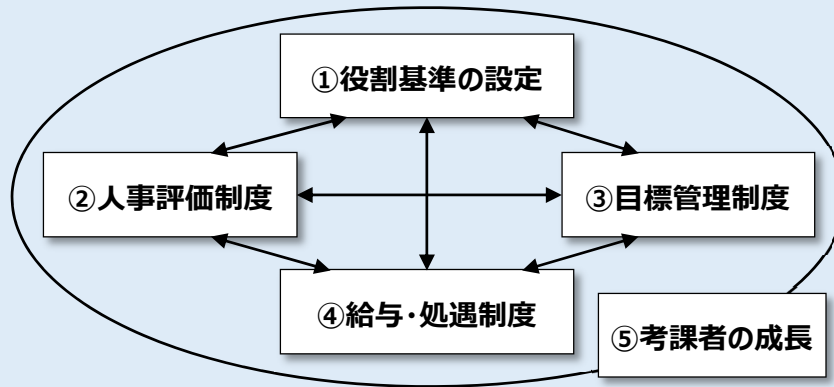 ①役割基準の設定
②人事評価制度
③目標管理制度
④給与・処遇制度
⑤考課者の成長